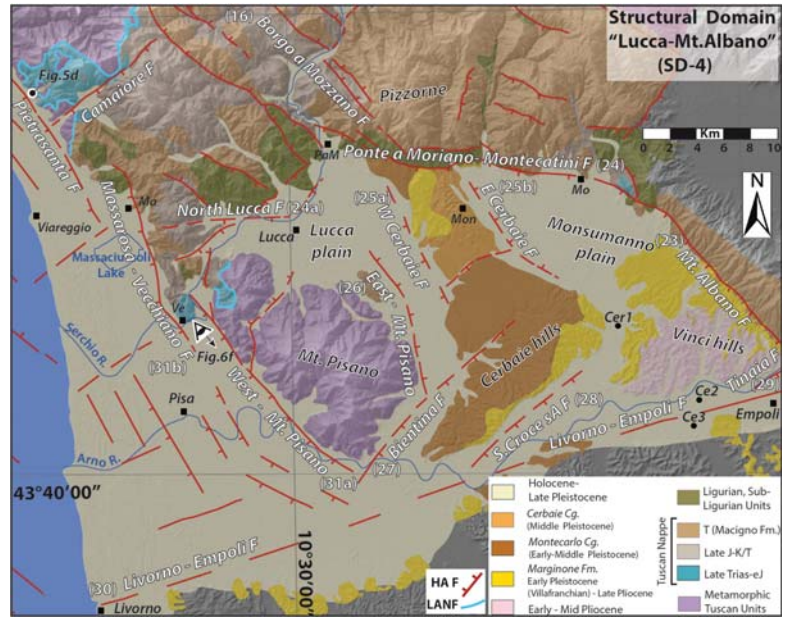 Structural Domain
“Lucca-Mt.Albano”
(SD-4)
(16)
Borgo a Mozzano F
Fig.5d
Camaiore F
Pizzorne
Km
0 2 4 6 8 10
N
Pietrasanta F
PaM
Ponte a Moriano- Montecatini F (24)
Ma
Mo
North Lucca F (24a)
(25a)
W Cerbaie F
Mon
E Cerbaie F
(25b)
Viareggio
Lucca
Lucca
plain
Monsumanno
plain
(23)
Mt. Albano F
Massaciuccoli
Lake
Massarosa - Vecchiano F
Ve
(26)
East- Mt.
Pisano
Cer1
Serchio R.
Fig.6f
(31b)
Mt. Pisano
Cerbaie hills
Vinci hills
West - Mt. Pisano
Pisa
Bientina F
(28)
S.Croce sA F
Tinaia F
(29)
Ce2
Ce3
Empoli
Livorno - Empoli F
Arno R.
(31a)
(27)
43°40'00"
10°30'00"
(30)
Livorno - Empoli F
Livorno
HA F
LANF
Holocene-
Late Pleistocene
Cerbaie Cg.
(Middle Pleistocene)
Montecarlo Cg.
(Early-Middle Pleistocene)
Marginone Fm.
Early Pleistocene
(Villafranchian) - Late Pliocene
Early - Mid Pliocene
Ligurian, Sub-
Ligurian Units
Tuscan Nappe
T (Macigno Fm.)
Late J-K/T
Late Trias-eJ
Metamorphic
Tuscan Units